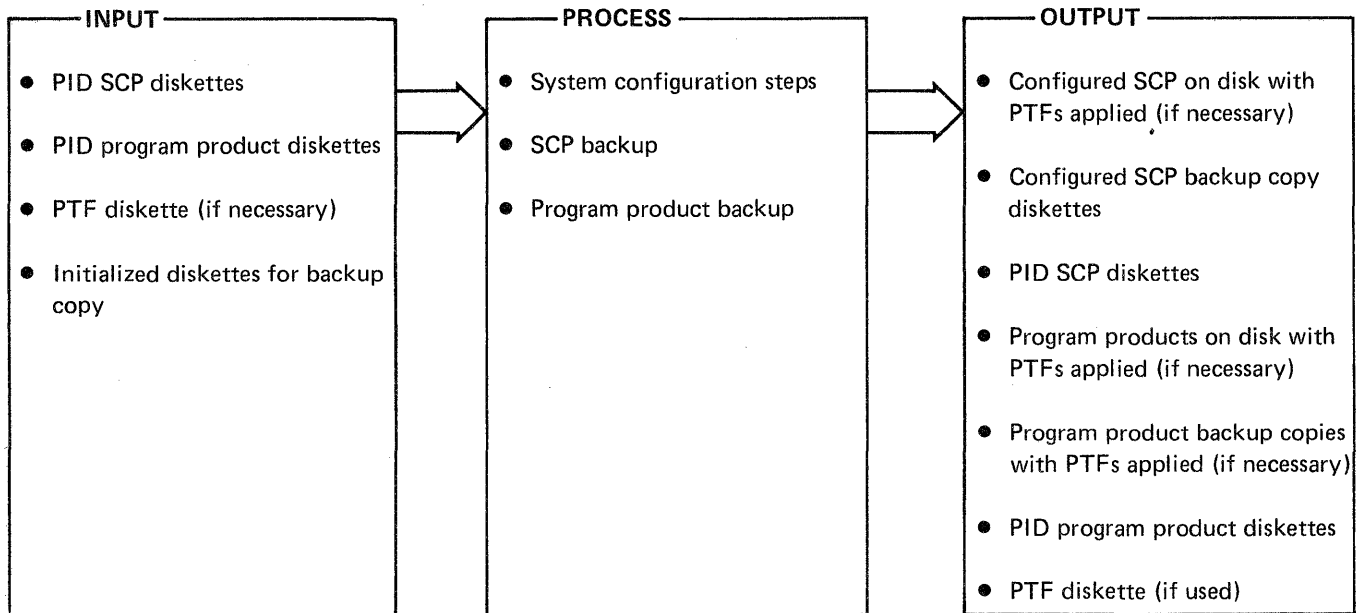 INPUT
● PID SCP diskettes
● PID program product diskettes
● PTF diskette (if necessary)
● Initialized diskettes for backup
copy
PROCESS
● System configuration steps
● SCP backup
● Program product backup
OUTPUT
● Configured SCP on disk with
PTFs applied (if necessary)
● Configured SCP backup copy
diskettes
● PID SCP diskettes
● Program products on disk with
PTFs applied (if necessary)
● Program product backup copies
with PTFs applied (if necessary)
● PID program product diskettes
● PTF diskette (if used)